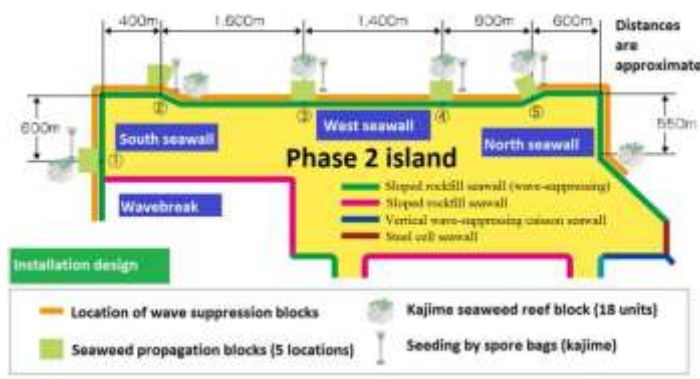 400m
1,600m
1,400m
800m
600m
Distances
are
approximate
600m
550m
①
②
③
④
⑤
South seawall
West seawall
North seawall
Phase 2 island
Wavebreak
Sloped rockfill seawall (wave-suppressing)
Sloped rockfill seawall
Vertical wave-suppressing caisson seawall
Steel cell seawall
Installation design
Location of wave suppression blocks
Kajime seaweed reef block (18 units)
Seaweed propagation blocks (5 locations)
Seeding by spore bags (kajime)